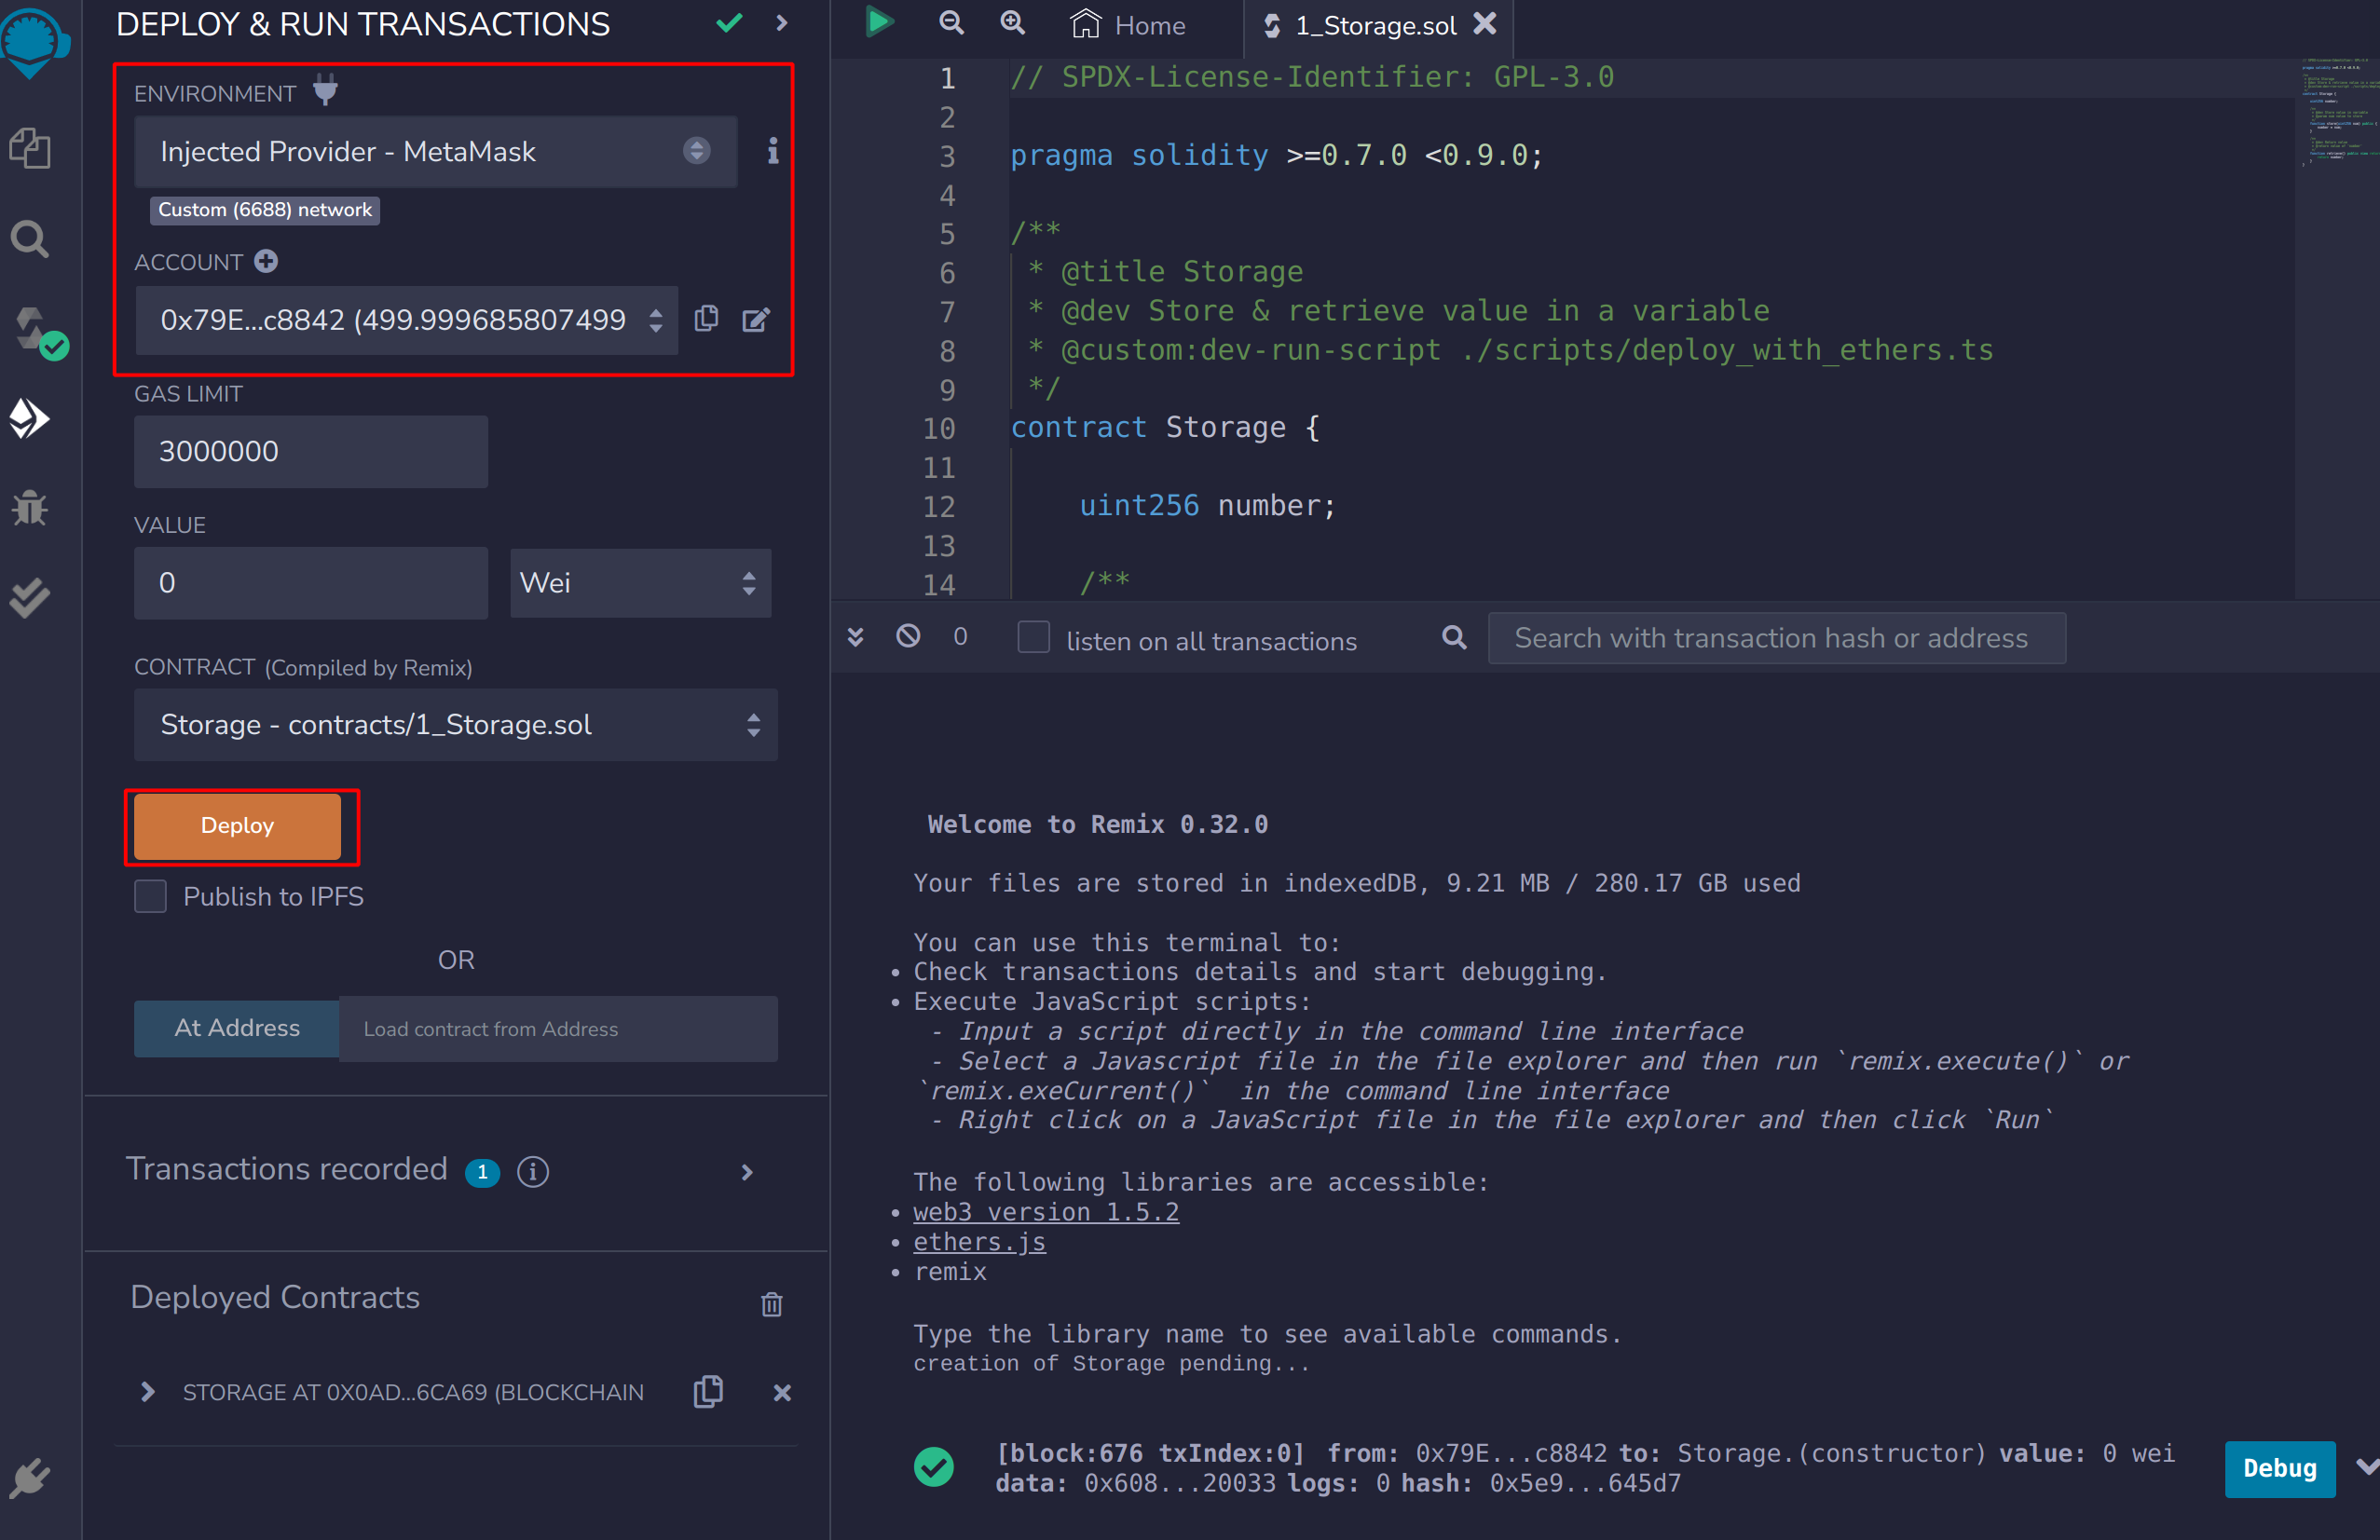 DEPLOY & RUN TRANSACTIONS
ENVIRONMENT
Injected Provider - MetaMask
Custom (6688) network
ACCOUNT
0x79E...c8842 (499.999685807499
GAS LIMIT
3000000
VALUE
0
Wei
CONTRACT (Compiled by Remix)
Storage - contracts/1_Storage.sol
Deploy
Publish to IPFS
OR
At Address
Load contract from Address
Transactions recorded 1
Deployed Contracts
STORAGE AT 0X0AD...6CA69 (BLOCKCHAIN
Home
1_Storage.sol
1 // SPDX-License-Identifier: GPL-3.0
2
3 pragma solidity >=0.7.0 <0.9.0;
4
5 /**
6 * @title Storage
7 * @dev Store & retrieve value in a variable
8 * @custom:dev-run-script ./scripts/deploy_with_ethers.ts
9 */
10 contract Storage {
11
12 uint256 number;
13
14 /**
0
listen on all transactions
Search with transaction hash or address
Welcome to Remix 0.32.0
Your files are stored in indexedDB, 9.21 MB / 280.17 GB used
You can use this terminal to:
• Check transactions details and start debugging.
• Execute JavaScript scripts:
- Input a script directly in the command line interface
- Select a Javascript file in the file explorer and then run `remix.execute()` or
`remix.exeCurrent()` in the command line interface
- Right click on a JavaScript file in the file explorer and then click `Run`
The following libraries are accessible:
• web3 version 1.5.2
• ethers.js
• remix
Type the library name to see available commands.
creation of Storage pending...
[block:676 txIndex:0] from: 0x79E...c8842 to: Storage.(constructor) value: 0 wei
data: 0x608...20033 logs: 0 hash: 0x5e9...645d7
Debug